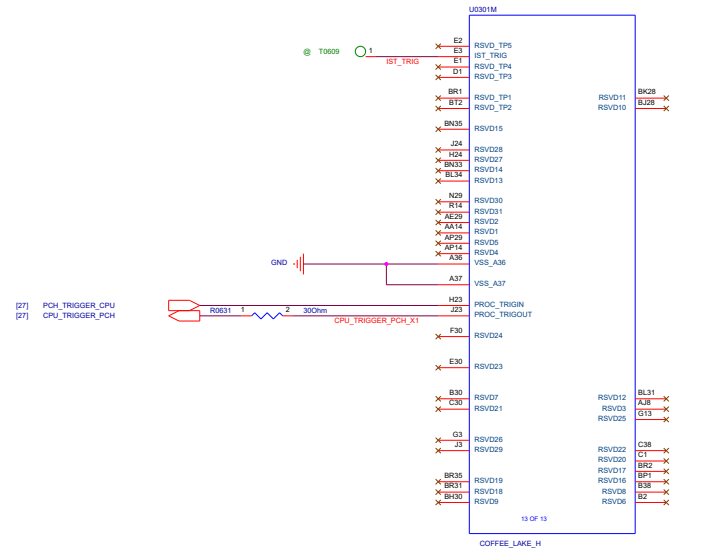 U0301M
E2 RSVD_TP5
@ T0609 1 IST_TRIG E3 IST_TRIG
E1 RSVD_TP4
D1 RSVD_TP3
BR1 RSVD_TP1 RSVD11 BK28
BT2 RSVD_TP2 RSVD10 BJ28
BN35 RSVD15
J24 RSVD28
H24 RSVD27
BN33 RSVD14
BL34 RSVD13
N29 RSVD30
R14 RSVD31
AE29 RSVD2
AA14 RSVD1
AP29 RSVD5
AP14 RSVD4
GND A36 VSS_A36
A37 VSS_A37
[27] PCH_TRIGGER_CPU H23 PROC_TRIGIN
[27] CPU_TRIGGER_PCH R0631 1 2 30Ohm CPU_TRIGGER_PCH_X1 J23 PROC_TRIGOUT
F30 RSVD24
E30 RSVD23
B30 RSVD7 RSVD12 BL31
C30 RSVD21 RSVD3 AJ8
RSVD25 G13
G3 RSVD26
J3 RSVD29 RSVD22 C38
RSVD20 C1
RSVD17 BR2
BR35 RSVD19 RSVD16 BP1
BR31 RSVD18 RSVD8 B38
BH30 RSVD9 RSVD6 B2
13 OF 13
COFFEE_LAKE_H